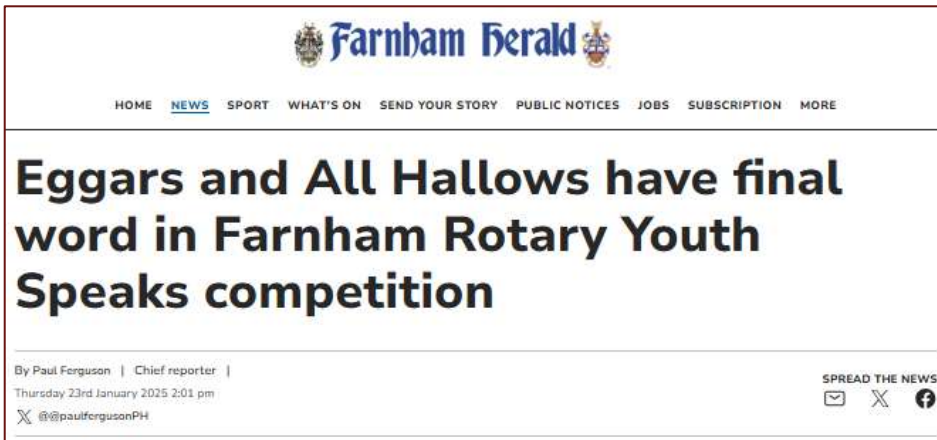 Farnham Herald
HOME NEWS SPORT WHAT'S ON SEND YOUR STORY PUBLIC NOTICES JOBS SUBSCRIPTION MORE
Eggars and All Hallows have final
word in Farnham Rotary Youth
Speaks competition
By Paul Ferguson | Chief reporter |
Thursday 23rd January 2025 2:01 pm
@@paulfergusonPH
SPREAD THE NEWS